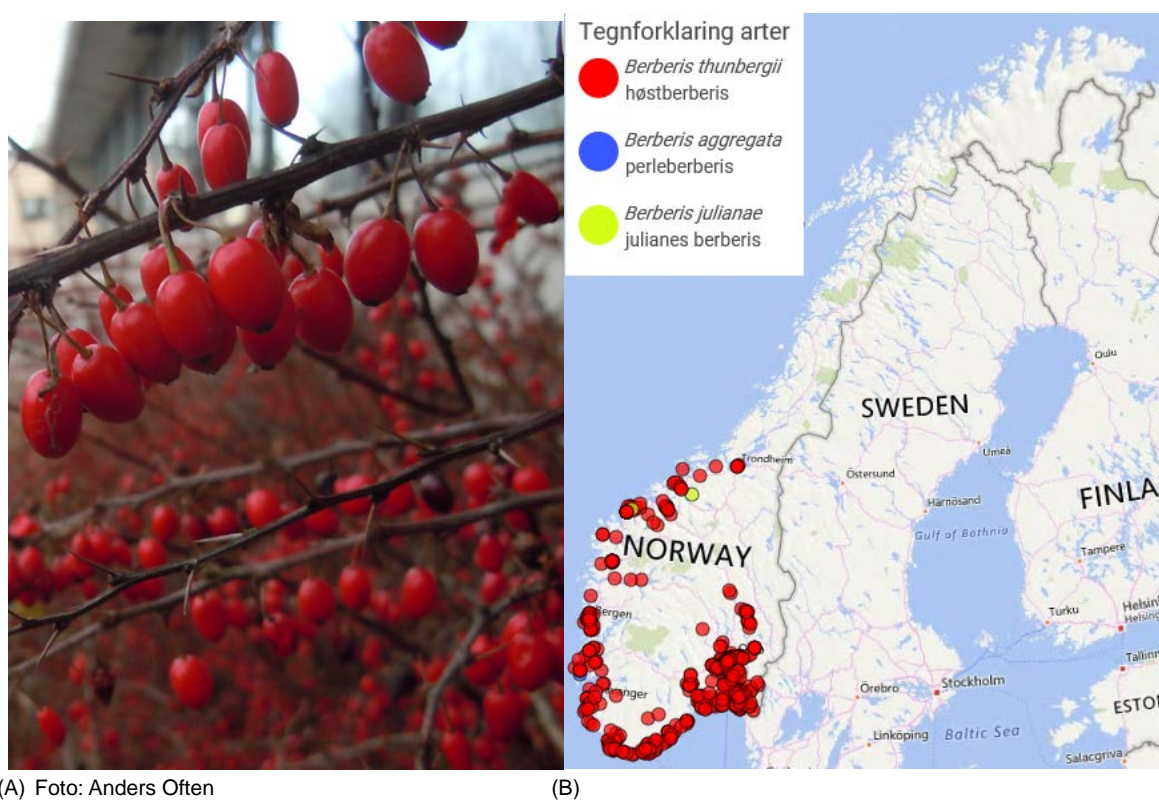 Tegnforklaring arter
Berberis thunbergii
høstberberis
Berberis aggregata
perleberberis
Berberis julianae
julianes berberis
Oulu
SWEDEN
Umeå
Trondheim
Östersund
FINLA
Härnösand
Gulf of Bothnia
NORWAY
Tampere
Bergen
Turku
Helsin
Helsing
Tallinn
anger
Örebro
Stockholm
ESTO
Linköping
Baltic Sea
Salacgriva
(A) Foto: Anders Often
(B)